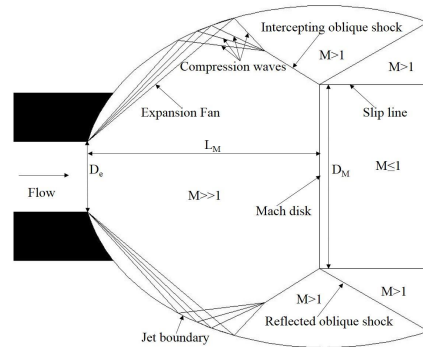 Intercepting oblique shock
M>1
M>1
Compression waves
Expansion Fan
Slip line
L_M
D_e
D_M
M≤1
Flow
M>>1
Mach disk
M>1
M>1
Jet boundary
Reflected oblique shock